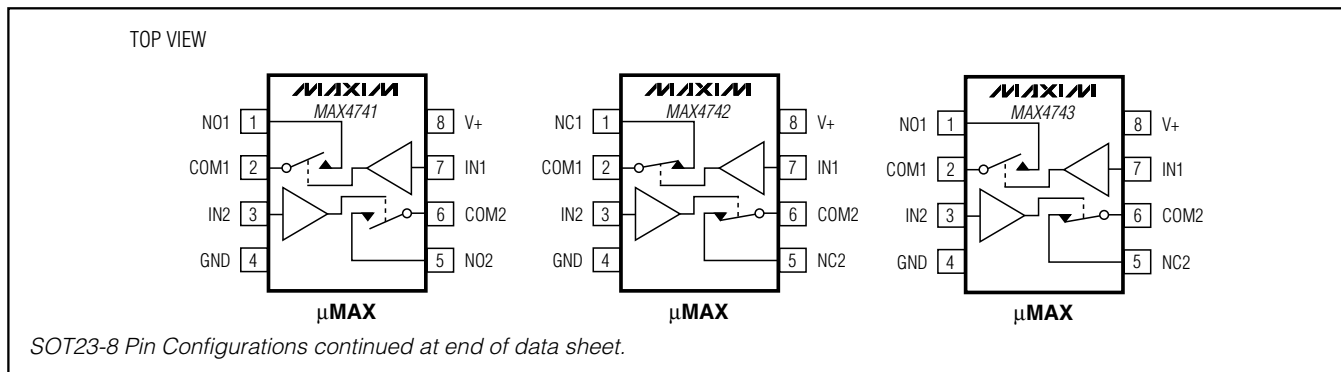 TOP VIEW
MAXIM
MAX4741
NO1 1
8 V+
COM1 2
7 IN1
IN2 3
6 COM2
GND 4
5 NO2
µMAX
MAXIM
MAX4742
NC1 1
8 V+
COM1 2
7 IN1
IN2 3
6 COM2
GND 4
5 NC2
µMAX
MAXIM
MAX4743
NO1 1
8 V+
COM1 2
7 IN1
IN2 3
6 COM2
GND 4
5 NC2
µMAX
SOT23-8 Pin Configurations continued at end of data sheet.